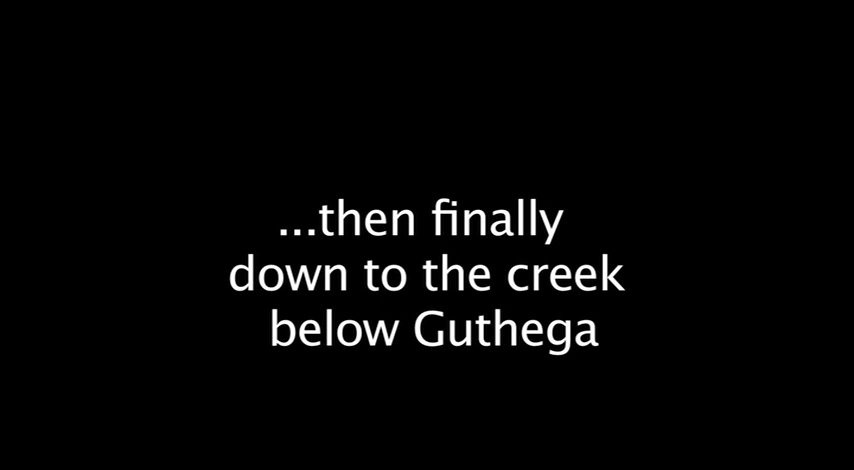 ...then finally
down to the creek
below Guthega